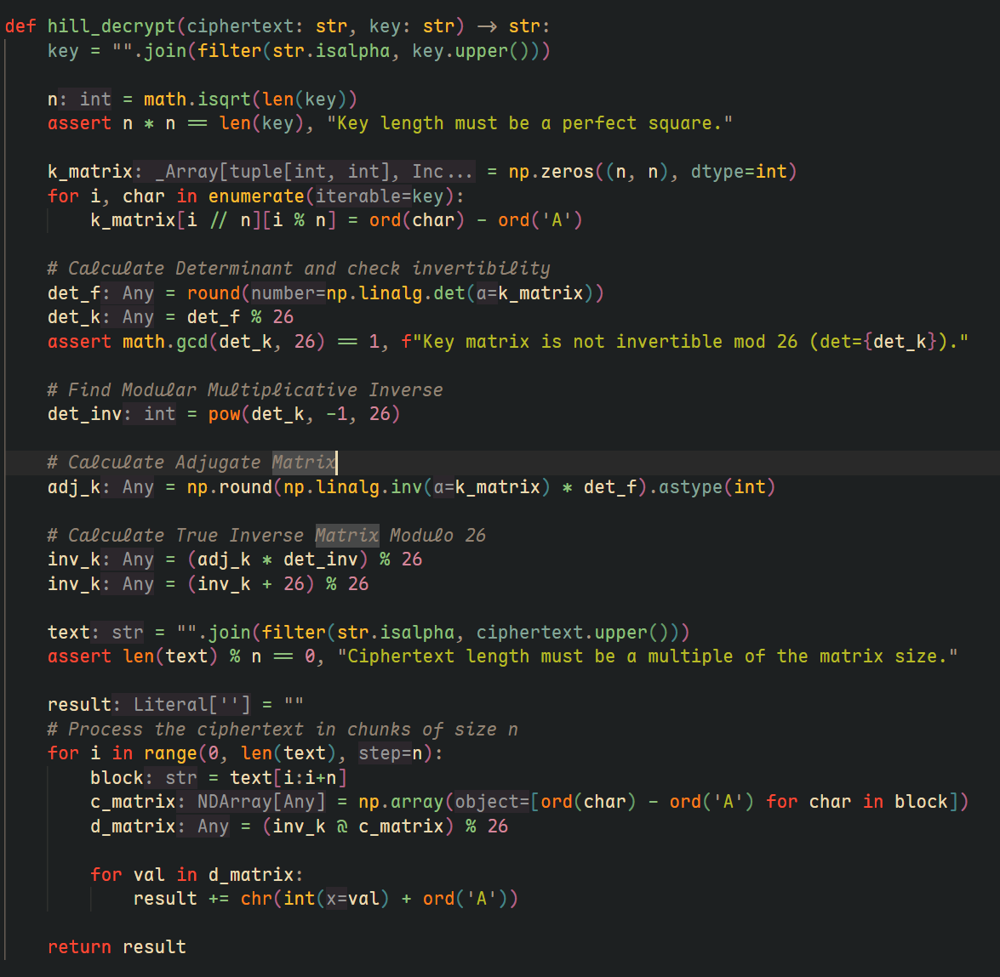 def hill_decrypt(ciphertext: str, key: str) -> str:
    key = "".join(filter(str.isalpha, key.upper()))

    n: int = math.isqrt(len(key))
    assert n * n == len(key), "Key length must be a perfect square."

    k_matrix: _Array[tuple[int, int], Inc... = np.zeros((n, n), dtype=int)
    for i, char in enumerate(iterable=key):
        k_matrix[i // n][i % n] = ord(char) - ord('A')

    # Calculate Determinant and check invertibility
    det_f: Any = round(number=np.linalg.det(a=k_matrix))
    det_k: Any = det_f % 26
    assert math.gcd(det_k, 26) == 1, f"Key matrix is not invertible mod 26 (det={det_k})."

    # Find Modular Multiplicative Inverse
    det_inv: int = pow(det_k, -1, 26)

    # Calculate Adjugate Matrix
    adj_k: Any = np.round(np.linalg.inv(a=k_matrix) * det_f).astype(int)

    # Calculate True Inverse Matrix Modulo 26
    inv_k: Any = (adj_k * det_inv) % 26
    inv_k: Any = (inv_k + 26) % 26

    text: str = "".join(filter(str.isalpha, ciphertext.upper()))
    assert len(text) % n == 0, "Ciphertext length must be a multiple of the matrix size."

    result: Literal[''] = ""
    # Process the ciphertext in chunks of size n
    for i in range(0, len(text), step=n):
        block: str = text[i:i+n]
        c_matrix: NDArray[Any] = np.array(object=[ord(char) - ord('A') for char in block])
        d_matrix: Any = (inv_k @ c_matrix) % 26

        for val in d_matrix:
            result += chr(int(x=val) + ord('A'))

    return result